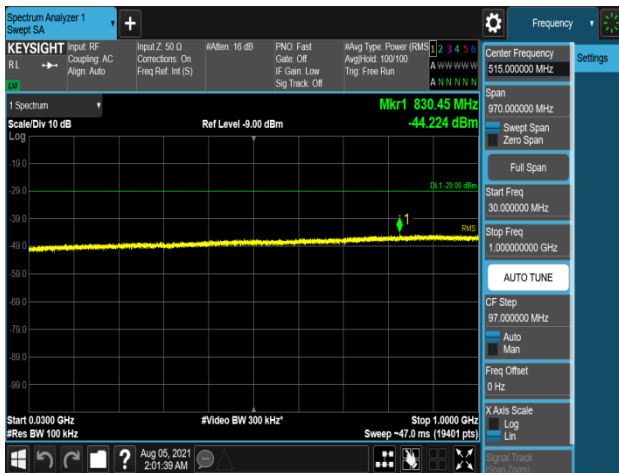 Spectrum Analyzer 1
Swept SA
Frequency
KEYSIGHT
RL
Input: RF
Coupling: AC
Align: Auto
Input Z: 50 Ω
Corrections: On
Freq Ref: Int (S)
#Atten: 16 dB
PNO: Fast
Gate: Off
IF Gain: Low
Sig Track: Off
#Avg Type: Power (RMS
Avg|Hold: 100/100
Trig: Free Run
1 2 3 4 5 6
A W W W W W
A N N N N N
1 Spectrum
Scale/Div 10 dB
Log
Ref Level -9.00 dBm
Mkr1 830.45 MHz
-44.224 dBm
-19.0
-29.0
DL1 -29.00 dBm
-39.0
1
RMS
-49.0
-59.0
-69.0
-79.0
-89.0
-99.0
Start 0.0300 GHz
#Res BW 100 kHz
#Video BW 300 kHz*
Stop 1.0000 GHz
Sweep ~47.0 ms (19401 pts)
Aug 05, 2021
2:01:39 AM
Center Frequency
515.000000 MHz
Settings
Span
970.000000 MHz
Swept Span
Zero Span
Full Span
Start Freq
30.000000 MHz
Stop Freq
1.000000000 GHz
AUTO TUNE
CF Step
97.000000 MHz
Auto
Man
Freq Offset
0 Hz
X Axis Scale
Log
Lin
Signal Track
(Span Zoom)